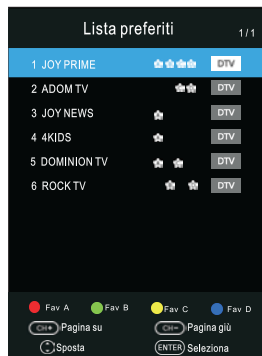 Lista preferiti 1/1
1 JOY PRIME DTV
2 ADOM TV DTV
3 JOY NEWS DTV
4 4KIDS DTV
5 DOMINION TV DTV
6 ROCK TV DTV
Fav A Fav B Fav C Fav D
CH+ Pagina su CH- Pagina giù
Sposta ENTER Seleziona